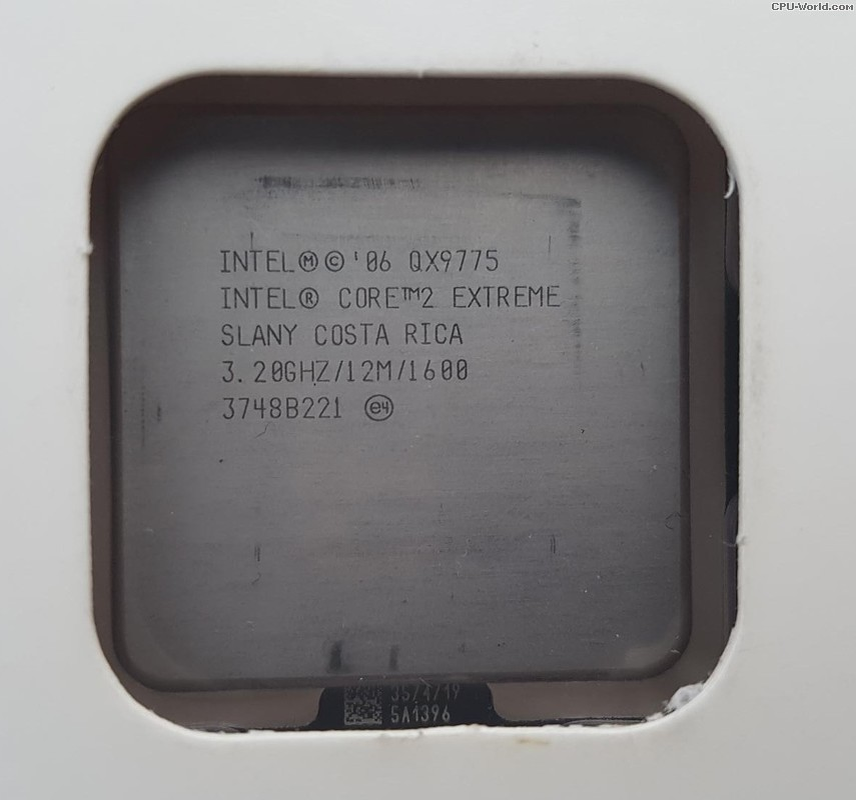 CPU-World.com
INTEL Ⓜ © '06 QX9775
INTEL® CORE™2 EXTREME
SLANY COSTA RICA
3.20GHZ/12M/1600
3748B221 e4
5A1396